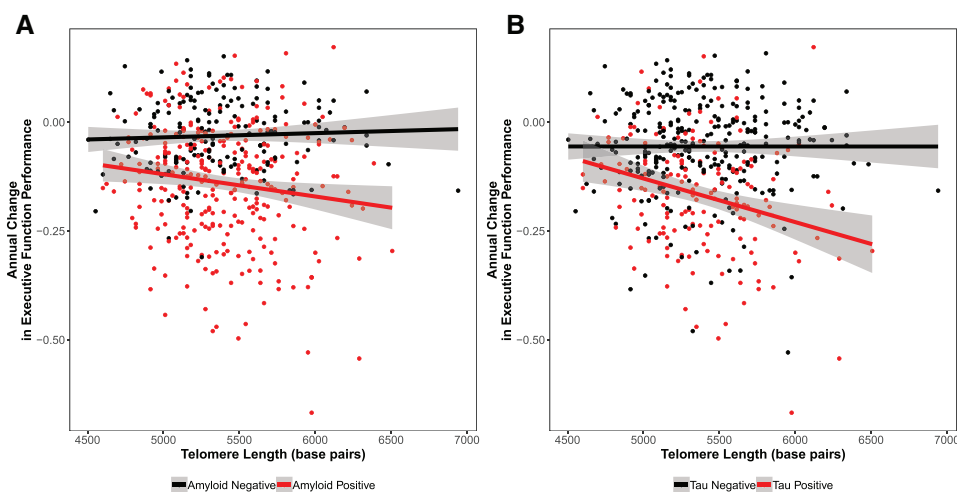 A
B
Annual Change
in Executive Function Performance
0.00
−0.25
−0.50
4500 5000 5500 6000 6500 7000
Telomere Length (base pairs)
Amyloid Negative Amyloid Positive
Annual Change
in Executive Function Performance
0.00
−0.25
−0.50
4500 5000 5500 6000 6500 7000
Telomere Length (base pairs)
Tau Negative Tau Positive